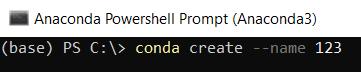 Anaconda Powershell Prompt (Anaconda3)
(base) PS C:\> conda create --name 123